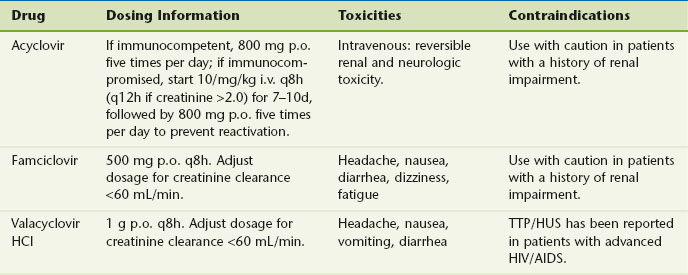 Drug Dosing Information Toxicities Contraindications
Acyclovir If immunocompetent, 800 mg p.o. Intravenous: reversible Use with caution in patients
five times per day; if immunocom- renal and neurologic with a history of renal
promised, start 10/mg/kg i.v. q8h toxicity. impairment.
(q12h if creatinine >2.0) for 7–10d,
followed by 800 mg p.o. five times
per day to prevent reactivation.
Famciclovir 500 mg p.o. q8h. Adjust Headache, nausea, Use with caution in patients
dosage for creatinine clearance diarrhea, dizziness, with a history of renal
<60 mL/min. fatigue impairment.
Valacyclovir 1 g p.o. q8h. Adjust dosage for Headache, nausea, TTP/HUS has been reported
HCl creatinine clearance <60 mL/min. vomiting, diarrhea in patients with advanced
HIV/AIDS.